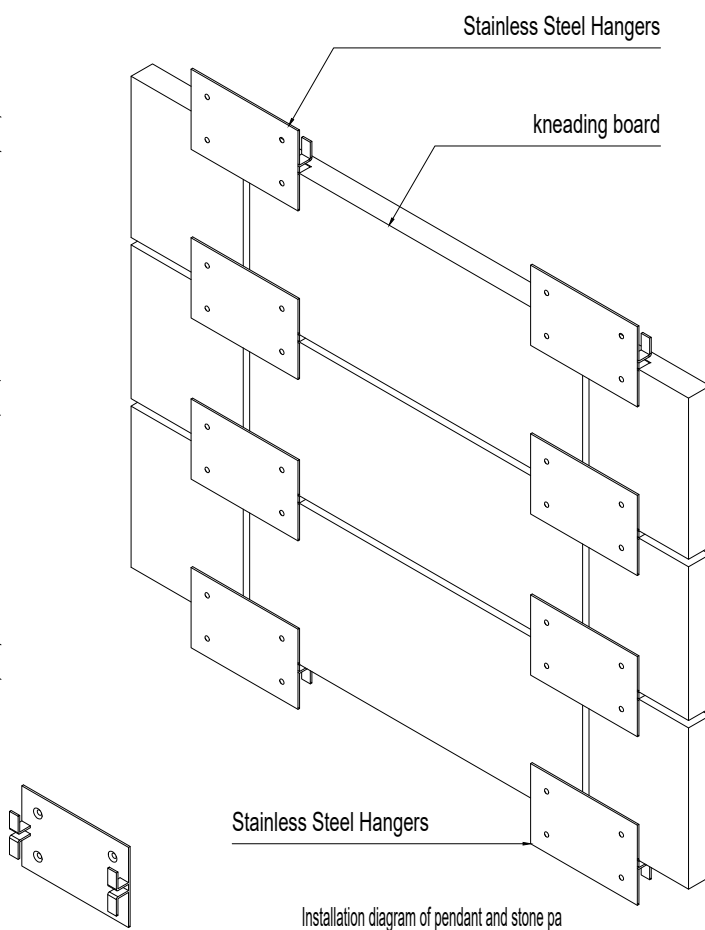 Stainless Steel Hangers
kneading board
Stainless Steel Hangers
Installation diagram of pendant and stone pa